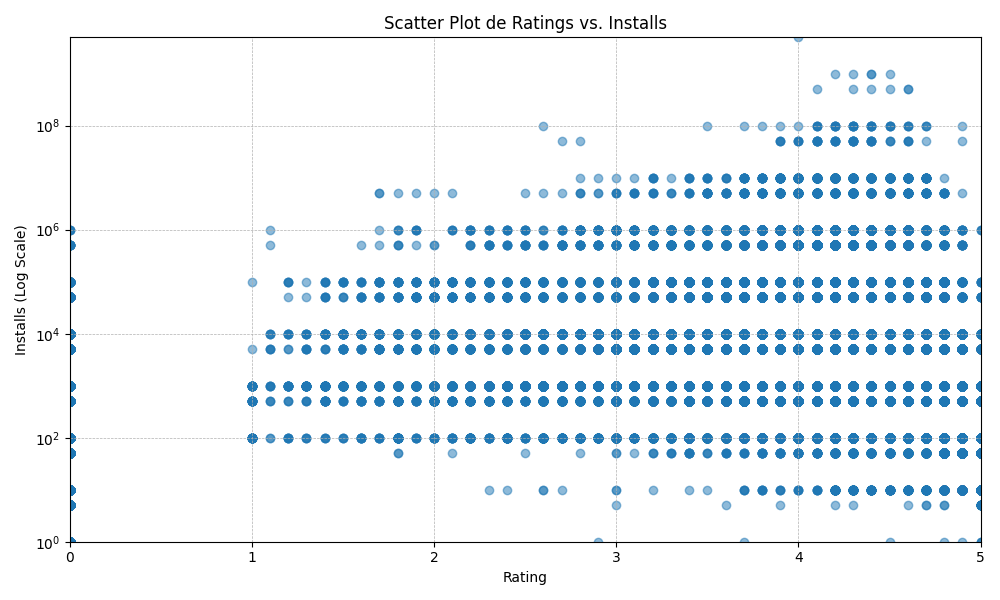 Scatter Plot de Ratings vs. Installs
Installs (Log Scale)
10^8
10^6
10^4
10^2
10^0
0 1 2 3 4 5
Rating